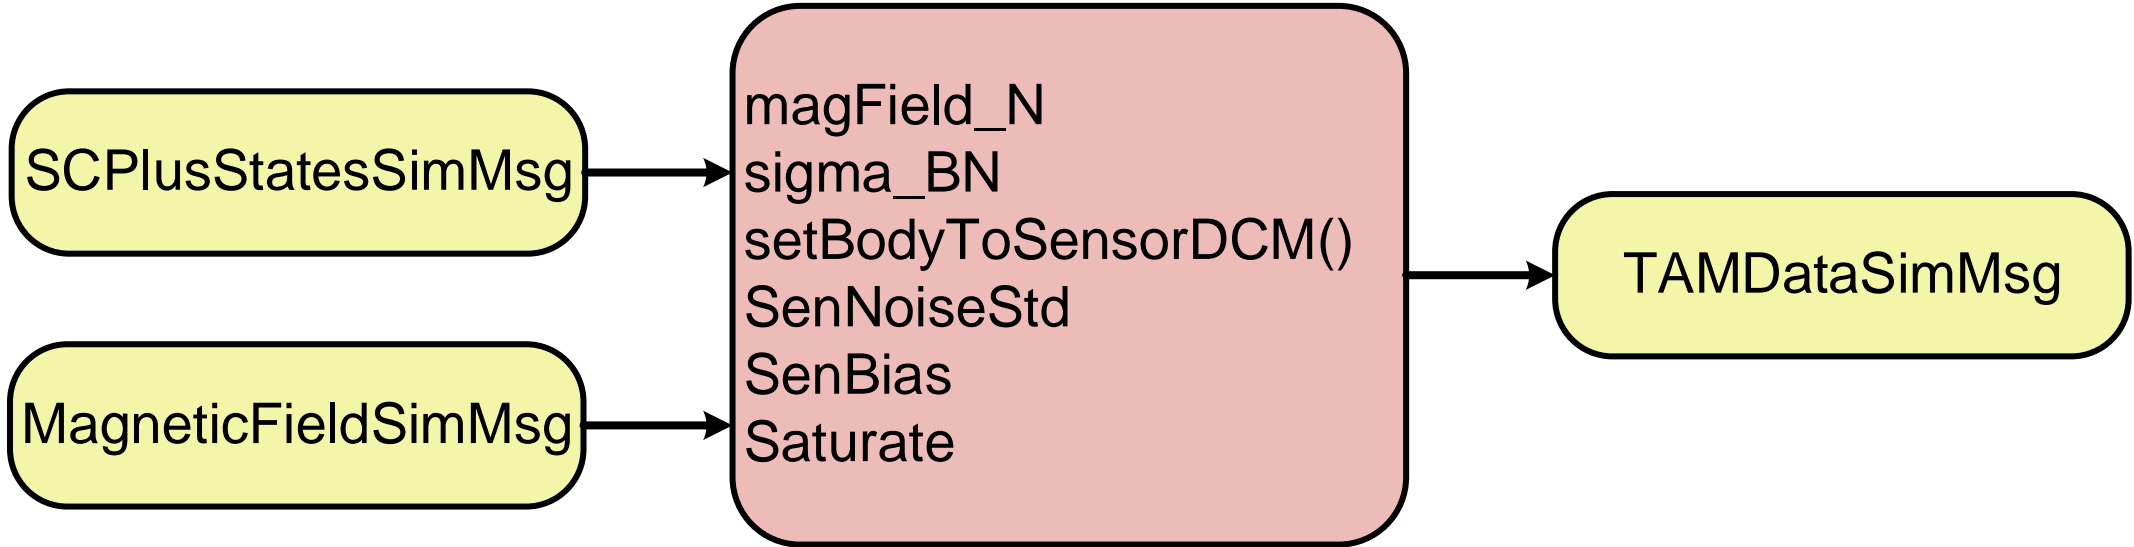 SCPlusStatesSimMsg
MagneticFieldSimMsg
magField_N
sigma_BN
setBodyToSensorDCM()
SenNoiseStd
SenBias
Saturate
TAMDataSimMsg